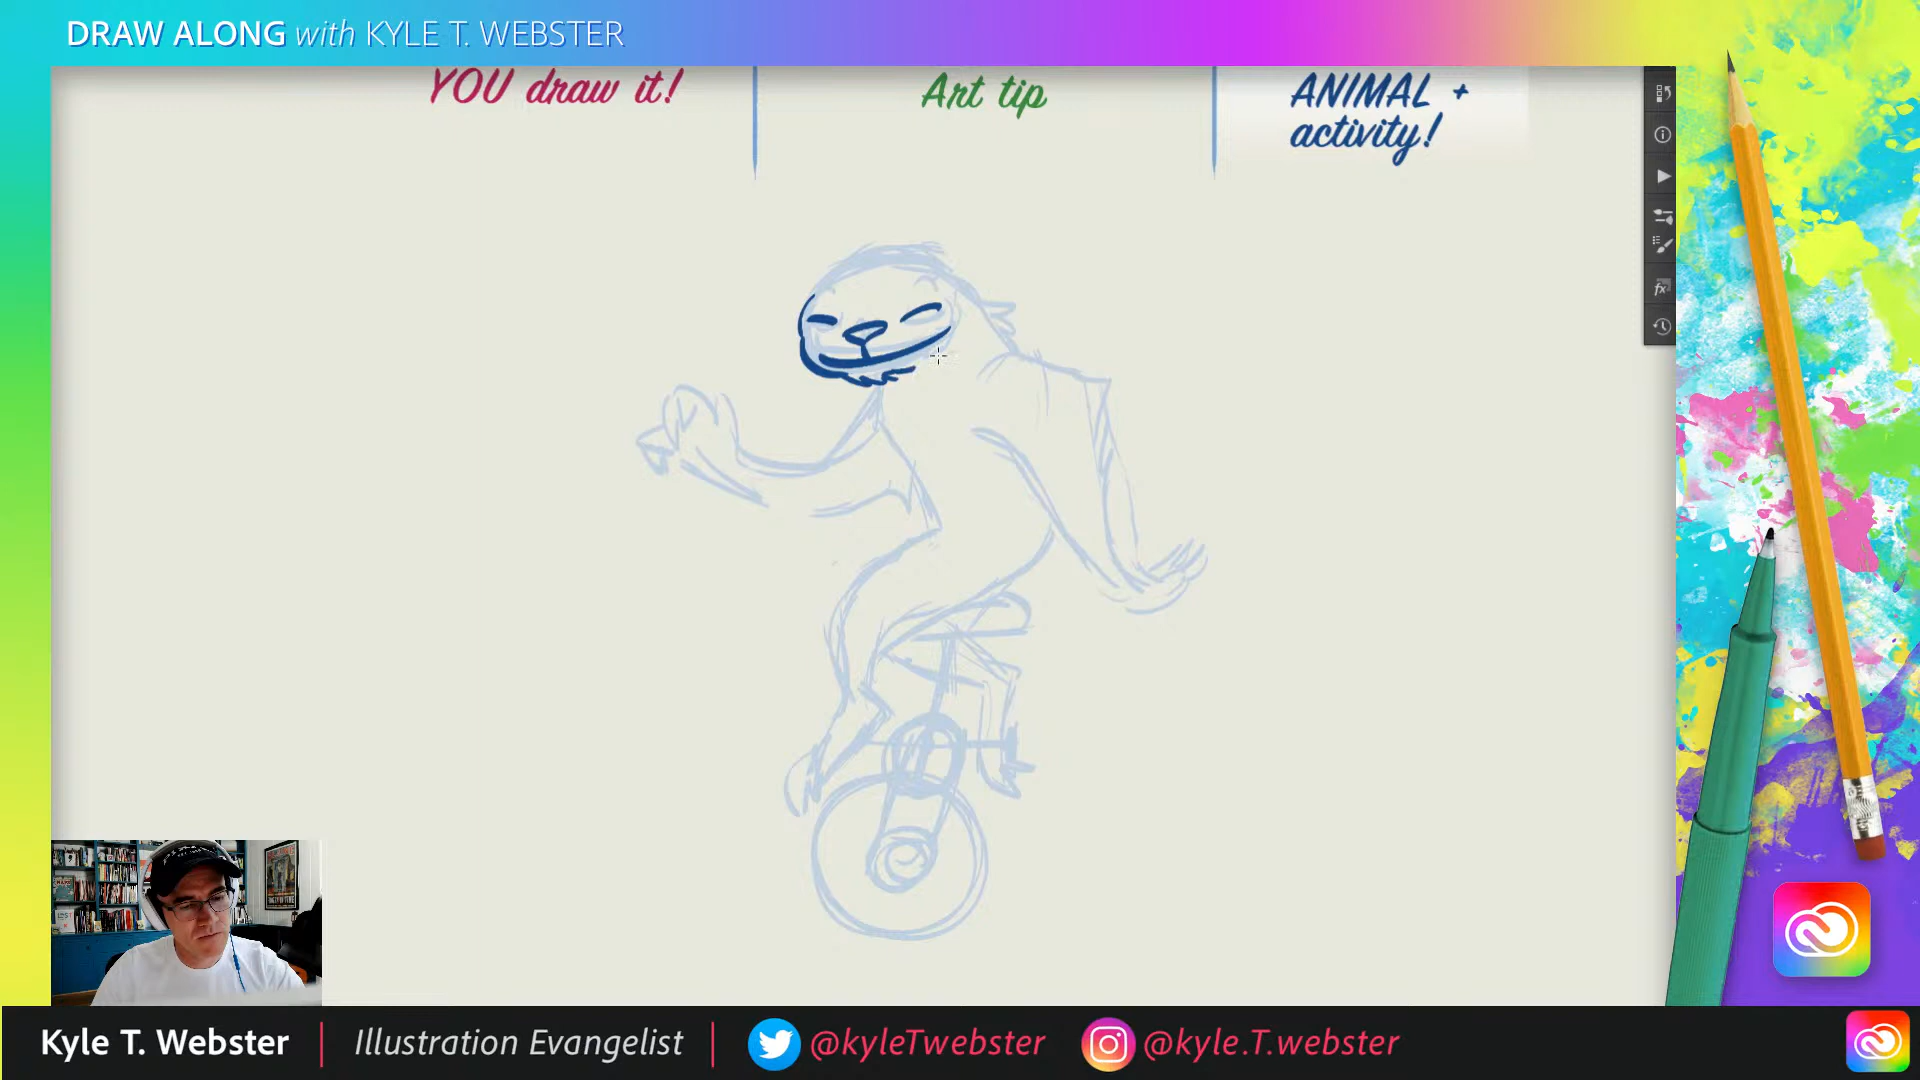 DRAW ALONG with KYLE T. WEBSTER
YOU draw it!
Art tip
ANIMAL +
activity!
fx
Kyle T. Webster | Illustration Evangelist | @kyleTwebster @kyle.T.webster